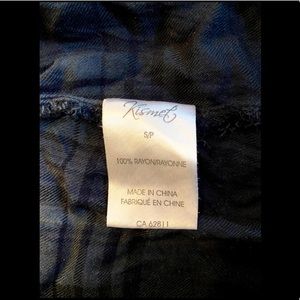 Kismet
S/P
100% RAYON/RAYONNE
MADE IN CHINA
FABRIQUÉ EN CHINE
CA 62811